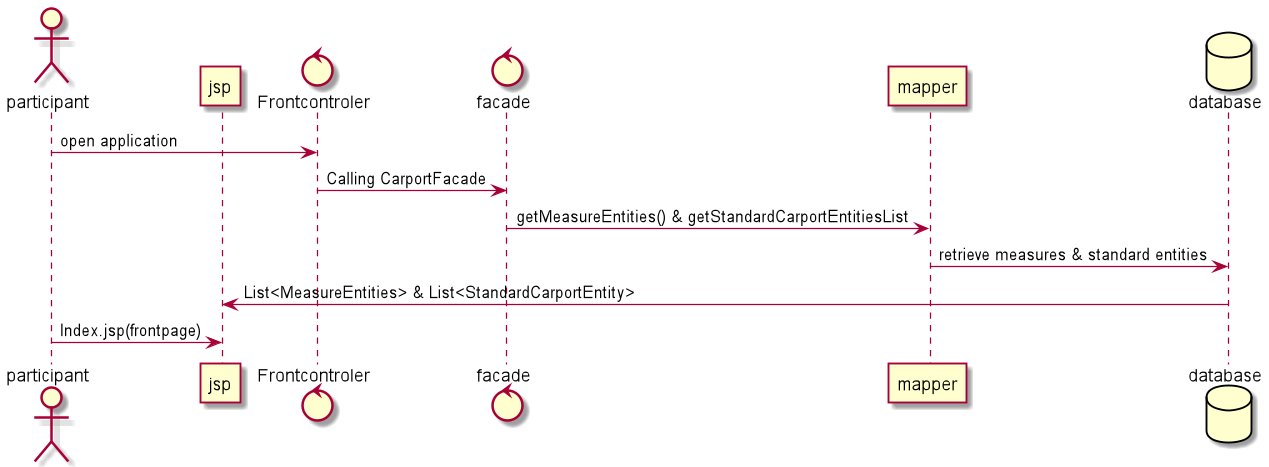 participant
jsp
Frontcontroler
facade
mapper
database
open application
Calling CarportFacade
getMeasureEntities() & getStandardCarportEntitiesList
retrieve measures & standard entities
List<MeasureEntities> & List<StandardCarportEntity>
Index.jsp(frontpage)
participant
jsp
Frontcontroler
facade
mapper
database